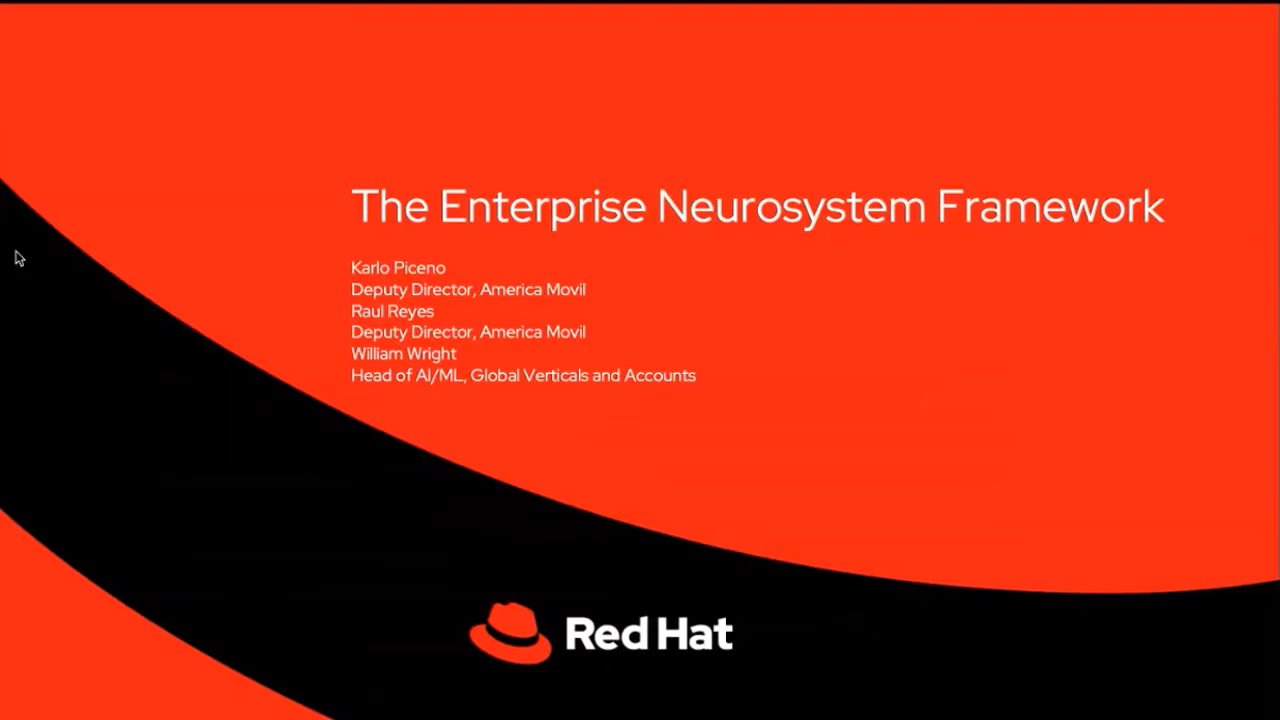 The Enterprise Neurosystem Framework
Karlo Piceno
Deputy Director, America Movil
Raul Reyes
Deputy Director, America Movil
William Wright
Head of AI/ML, Global Verticals and Accounts
Red Hat